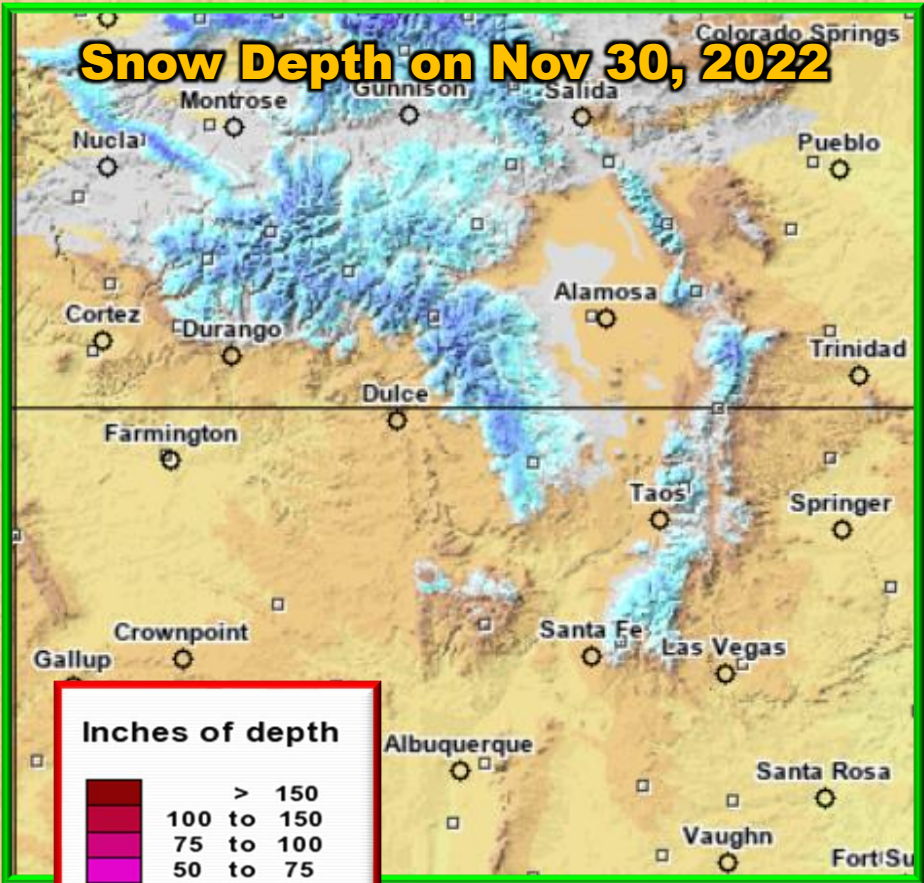 Colorado Springs
Snow Depth on Nov 30, 2022
Gunnison
Salida
Montrose
Nucla
Pueblo
Alamosa
Cortez
Durango
Trinidad
Dulce
Farmington
Taos
Springer
Crownpoint
Santa Fe
Las Vegas
Gallup
Inches of depth
Albuquerque
> 150
100 to 150
75 to 100
50 to 75
Santa Rosa
Vaughn
Fort Su